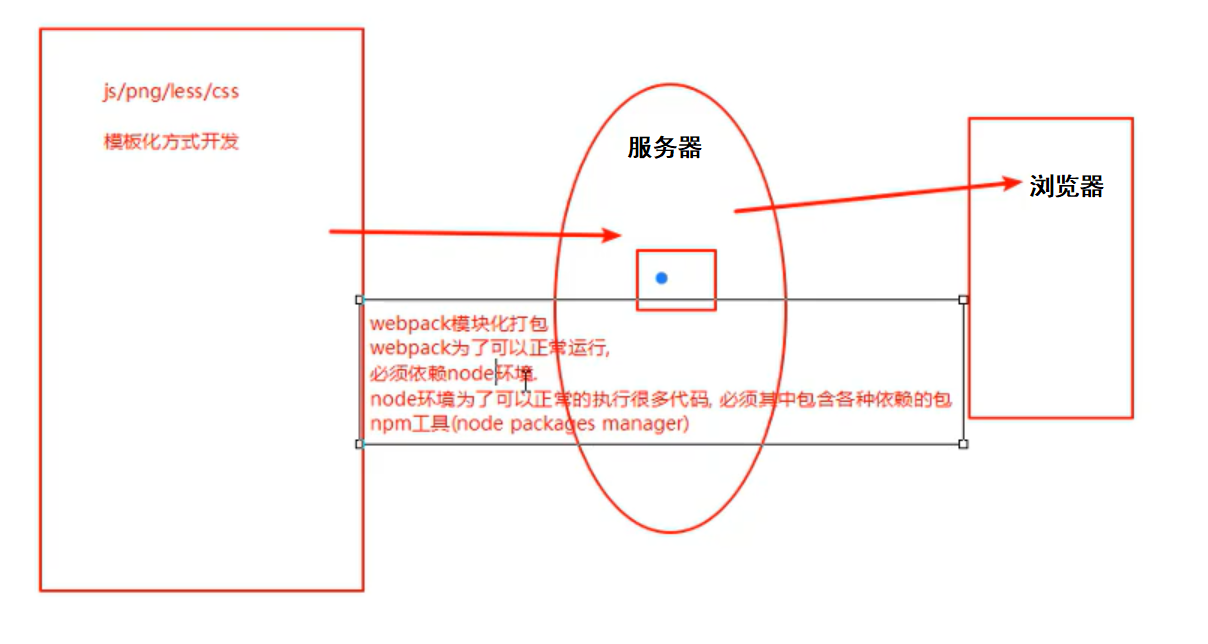 js/png/less/css
模板化方式开发
服务器
浏览器
webpack模块化打包
webpack为了可以正常运行,
必须依赖node环境.
node环境为了可以正常的执行很多代码, 必须其中包含各种依赖的包
npm工具(node packages manager)